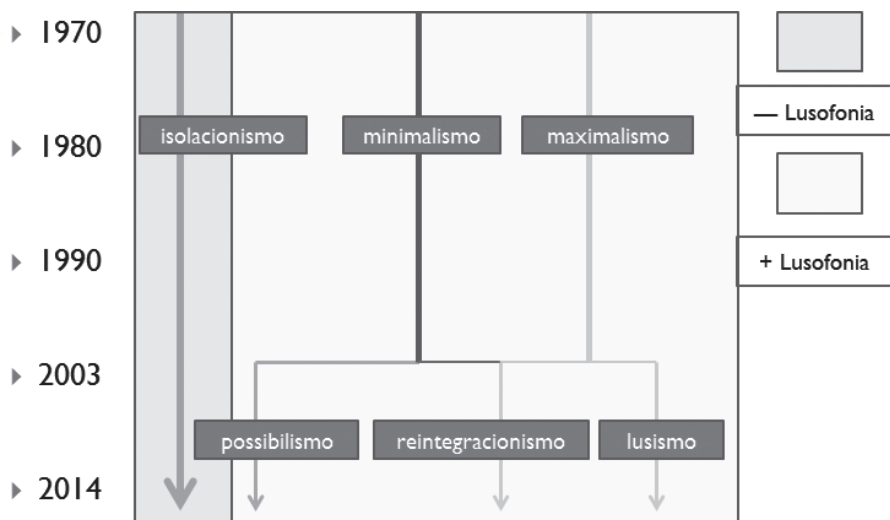 1970
isolacionismo
minimalismo
maximalismo
— Lusofonia
1980
1990
+ Lusofonia
2003
possibilismo
reintegracionismo
lusismo
2014